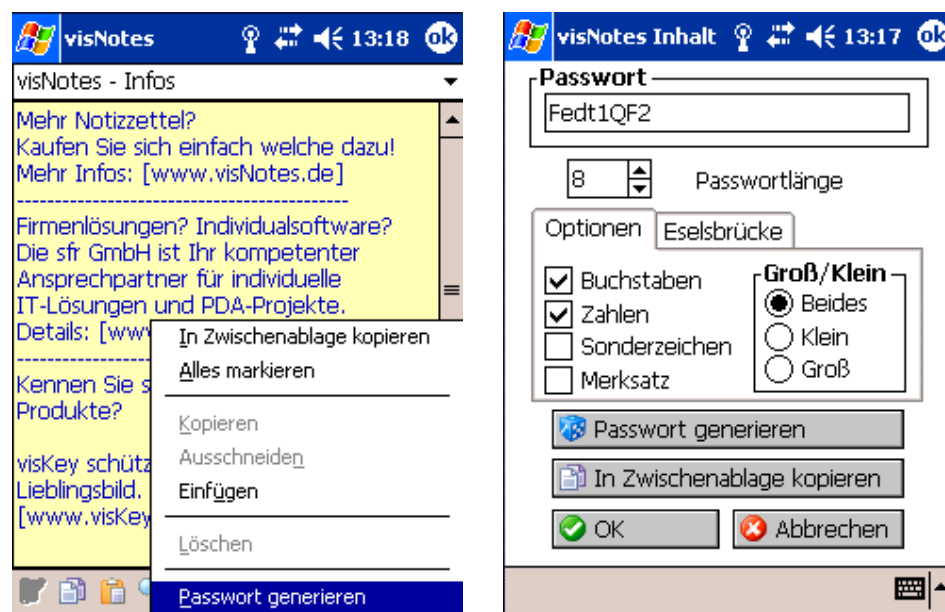 visNotes
13:18
ok
visNotes - Infos
Mehr Notizzettel?
Kaufen Sie sich einfach welche dazu!
Mehr Infos: [www.visNotes.de]
--------------------------------------------
Firmenlösungen? Individualsoftware?
Die sfr GmbH ist Ihr kompetenter
Ansprechpartner für individuelle
IT-Lösungen und PDA-Projekte.
Details: [www
Kennen Sie s
Produkte?
visKey schütz
Lieblingsbild.
[www.visKey
In Zwischenablage kopieren
Alles markieren
Kopieren
Ausschneiden
Einfügen
Löschen
Passwort generieren
visNotes Inhalt
13:17
ok
Passwort
Fedt1QF2
8
Passwortlänge
Optionen
Eselsbrücke
Buchstaben
Zahlen
Sonderzeichen
Merksatz
Groß/Klein
Beides
Klein
Groß
Passwort generieren
In Zwischenablage kopieren
OK
Abbrechen